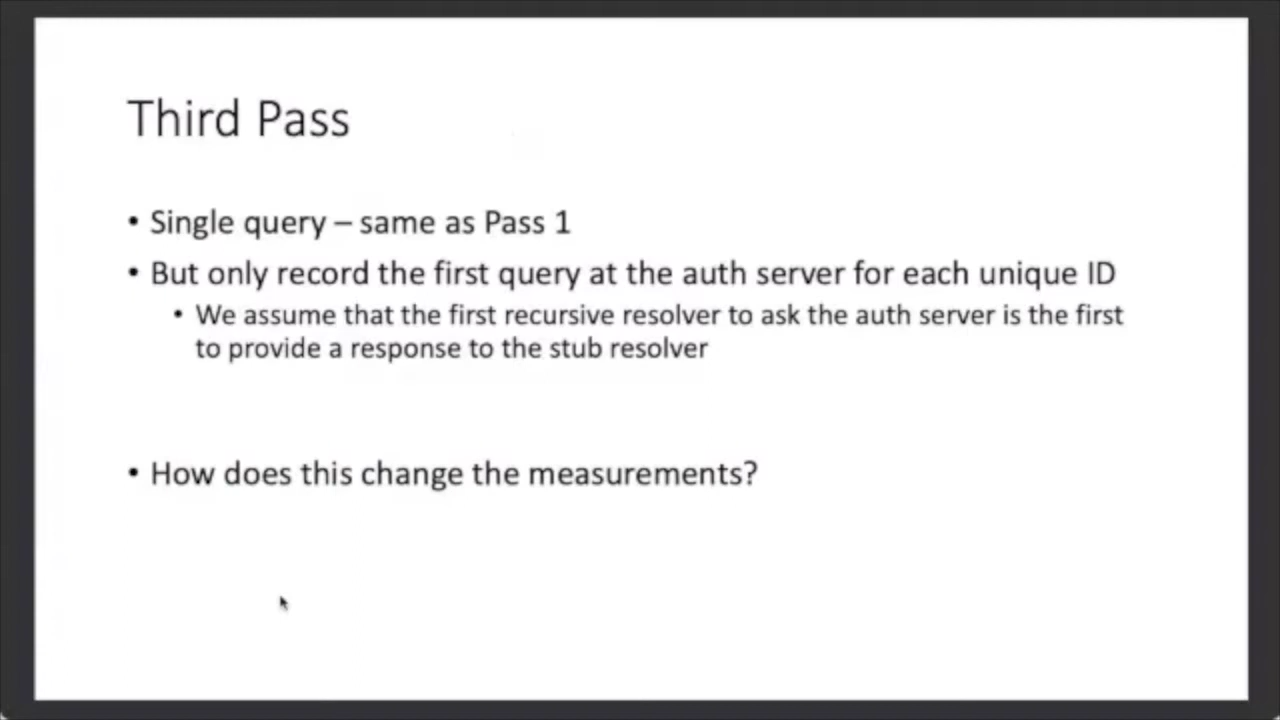 Third Pass
• Single query – same as Pass 1
• But only record the first query at the auth server for each unique ID
• We assume that the first recursive resolver to ask the auth server is the first
to provide a response to the stub resolver
• How does this change the measurements?